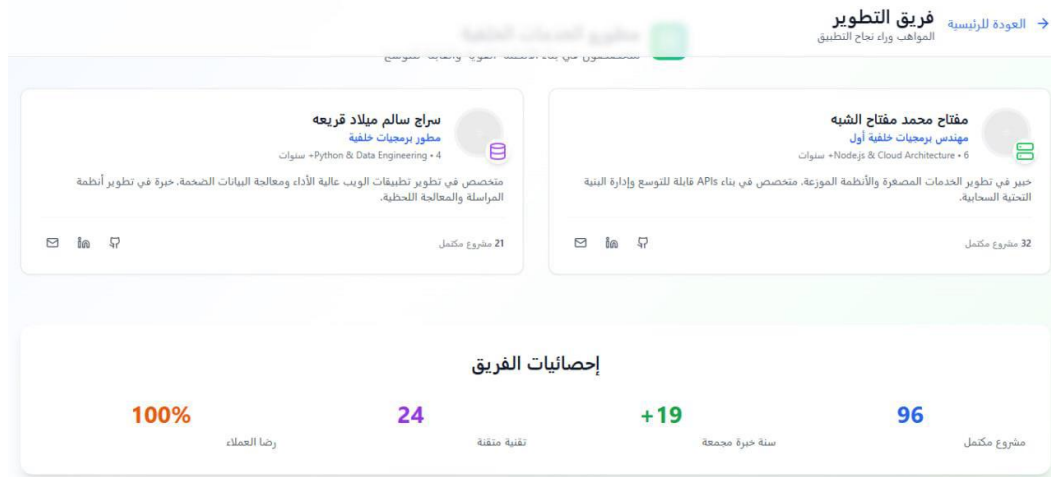 العودة للرئيسية
فريق التطوير
المواهب وراء نجاح التطبيق
مطورو الخدمات الخلفية
مفتاح محمد مفتاح الشبه
مهندس برمجيات خلفية أول
Node.js & Cloud Architecture • 6+ سنوات
خبير في تطوير الخدمات المصغرة والأنظمة الموزعة. متخصص في بناء APIs قابلة للتوسع وإدارة البنية
التحتية السحابية.
32 مشروع مكتمل
سراج سالم ميلاد قريعه
مطور برمجيات خلفية
Python & Data Engineering • 4+ سنوات
متخصص في تطوير تطبيقات الويب عالية الأداء ومعالجة البيانات الضخمة. خبرة في تطوير أنظمة
المراسلة والمعالجة اللحظية.
21 مشروع مكتمل
إحصائيات الفريق
96
مشروع مكتمل
19+
سنة خبرة مجمعة
24
تقنية متقنة
100%
رضا العملاء